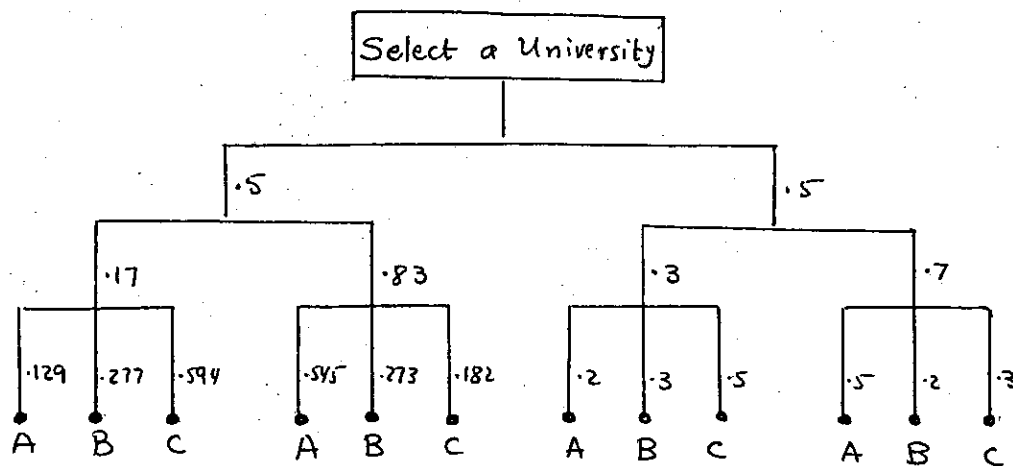 Select a University
.5 .5
.17 .83 .3 .7
.129 .277 .594 .545 .273 .182 .2 .3 .5 .5 .2 .3
A B C A B C A B C A B C